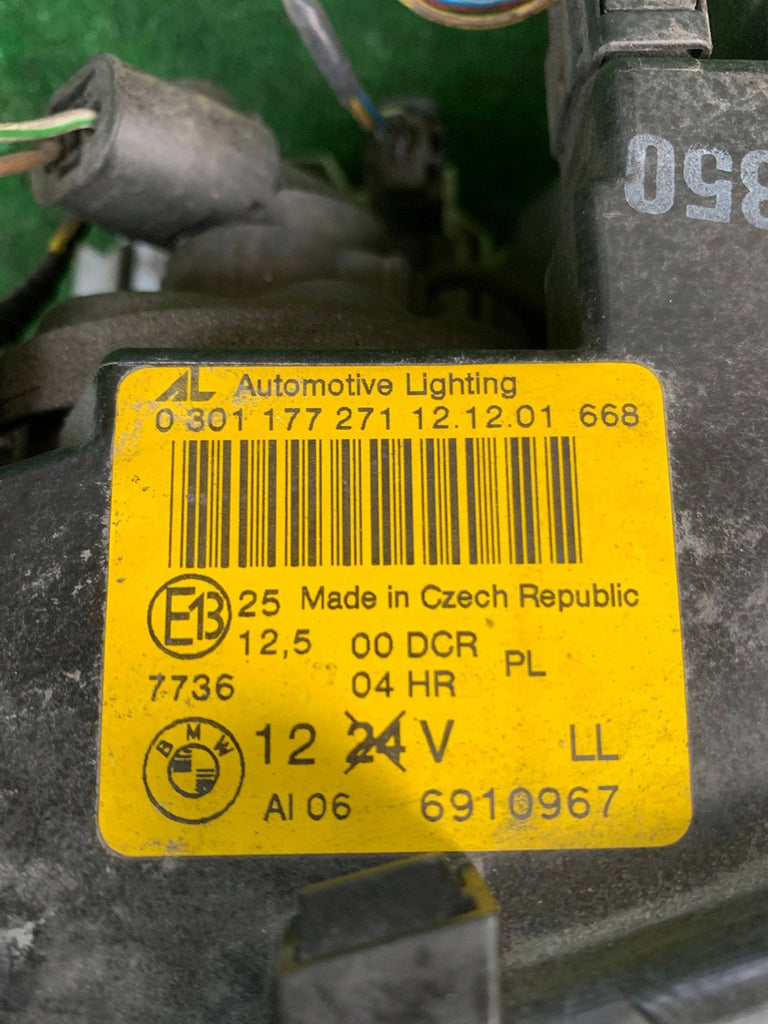 350
AL Automotive Lighting
0 301 177 271 12.12.01 668
E13 25 Made in Czech Republic
12,5 00 DCR PL
7736 04 HR
BMW 12 24 V LL
AI 06 6910967